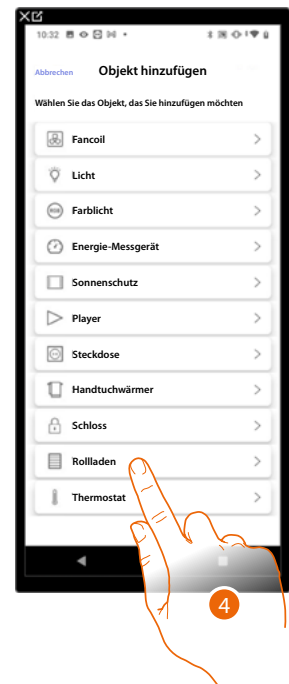 10:32
Abbrechen Objekt hinzufügen
Wählen Sie das Objekt, das Sie hinzufügen möchten
Fancoil
Licht
RGB Farblicht
Energie-Messgerät
Sonnenschutz
Player
Steckdose
Handtuchwärmer
Schloss
Rollladen
Thermostat
4